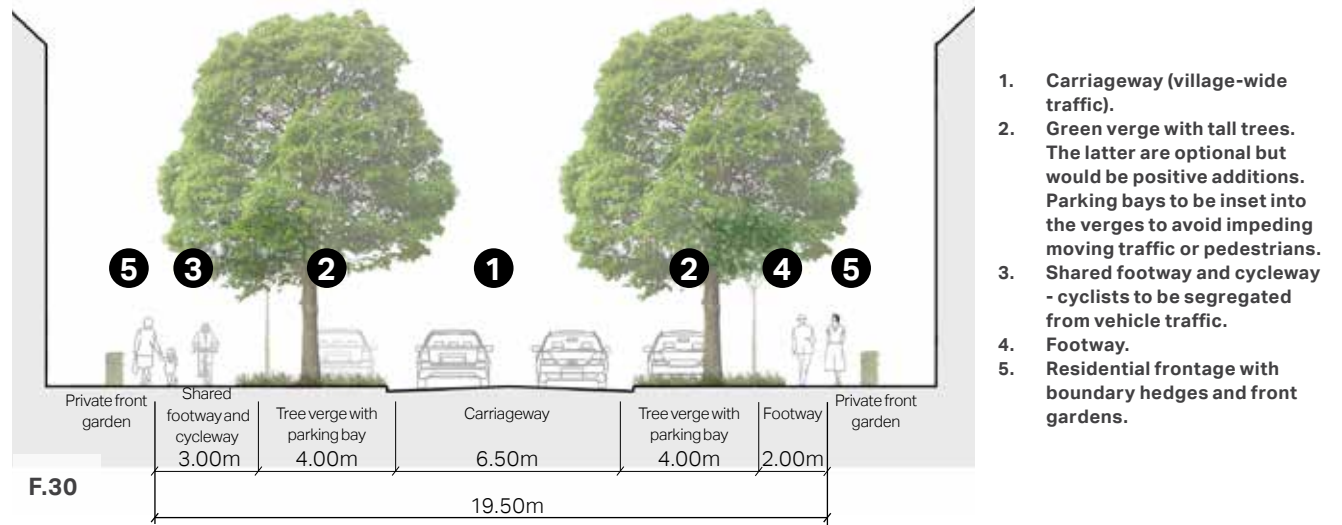 5
3
2
1
2
4
5
Private front
garden
Shared
footway and
cycleway
3.00m
Tree verge with
parking bay
4.00m
Carriageway
6.50m
Tree verge with
parking bay
4.00m
Footway
2.00m
Private front
garden
19.50m
F.30
1. Carriageway (village-wide
traffic).
2. Green verge with tall trees.
The latter are optional but
would be positive additions.
Parking bays to be inset into
the verges to avoid impeding
moving traffic or pedestrians.
3. Shared footway and cycleway
- cyclists to be segregated
from vehicle traffic.
4. Footway.
5. Residential frontage with
boundary hedges and front
gardens.